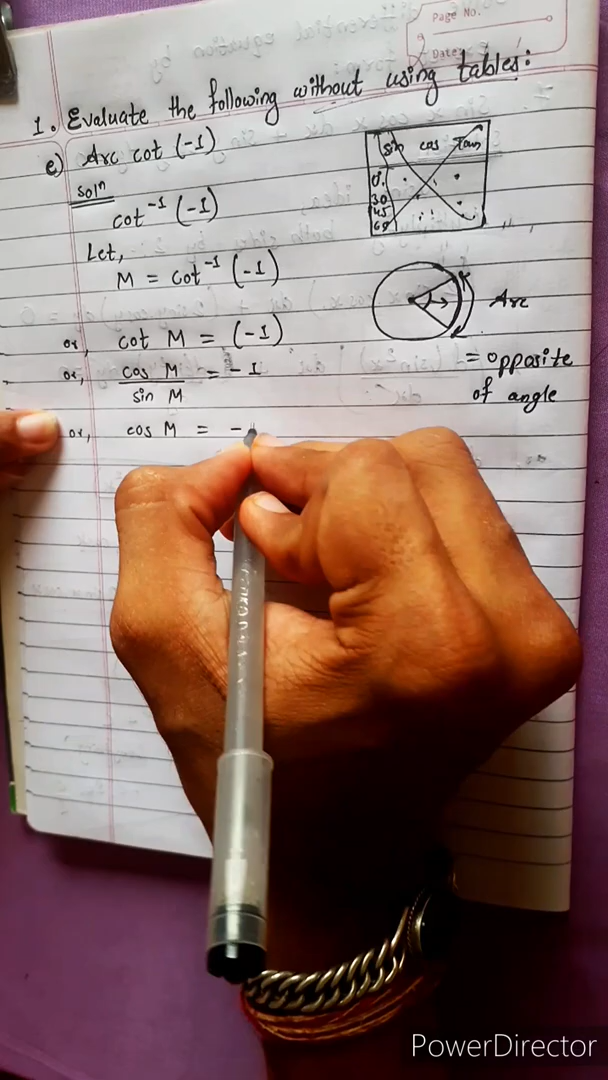 Page No.
Date:
1. Evaluate the following without using tables:
e) Arc cot (-1)
solⁿ
cot⁻¹ (-1)
Let,
M = cot⁻¹ (-1)
or, cot M = (-1)
or, cos M / sin M = -1
or, cos M = -
sin cos Tan
0.
30
45
60
Arc
= opposite
of angle
PowerDirector